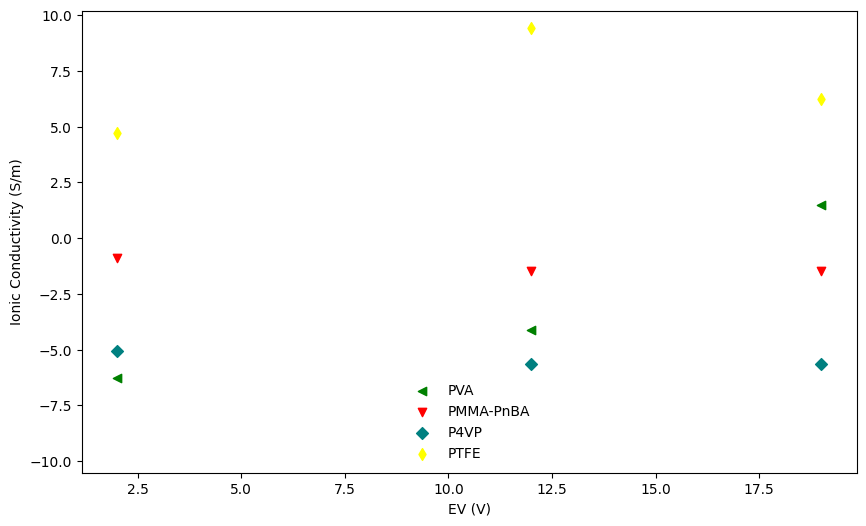 10.0
7.5
5.0
2.5
0.0
−2.5
−5.0
−7.5
−10.0
Ionic Conductivity (S/m)
PVA
PMMA-PnBA
P4VP
PTFE
2.5 5.0 7.5 10.0 12.5 15.0 17.5
EV (V)